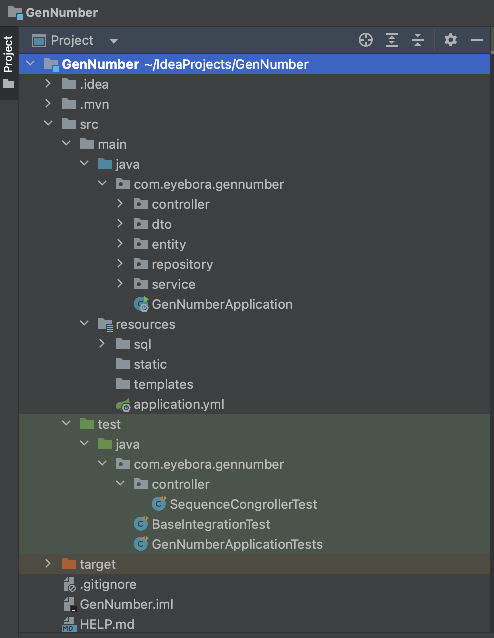 GenNumber
Project
Project
GenNumber ~/IdeaProjects/GenNumber
.idea
.mvn
src
main
java
com.eyebora.gennumber
controller
dto
entity
repository
service
GenNumberApplication
resources
sql
static
templates
application.yml
test
java
com.eyebora.gennumber
controller
SequenceCongrollerTest
BaseIntegrationTest
GenNumberApplicationTests
target
.gitignore
GenNumber.iml
HELP.md